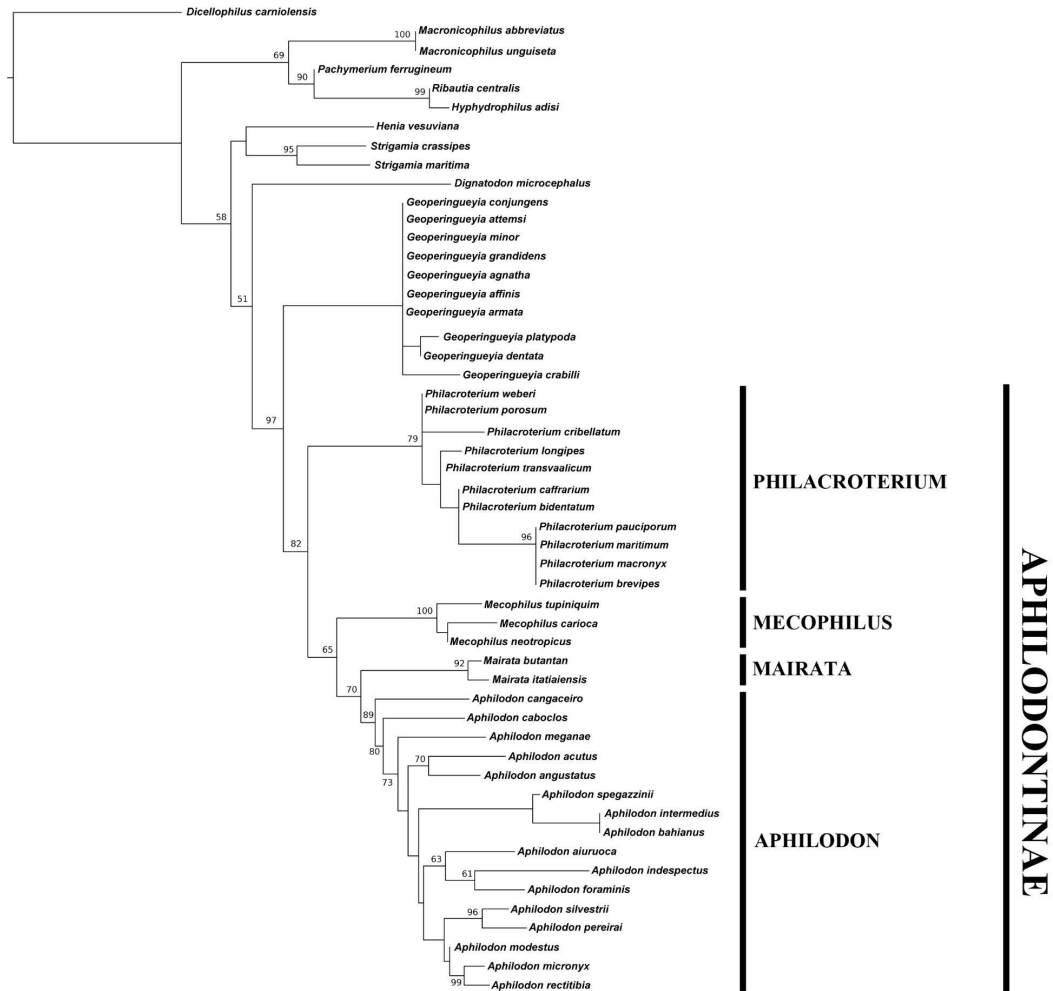 Dicellophilus carniolensis
Macronicophilus abbreviatus
100
Macronicophilus unguiseta
69
Pachymerium ferrugineum
90
Ribautia centralis
99
Hyphydrophilus adisi
Henia vesuviana
Strigamia crassipes
95
Strigamia maritima
Dignatodon microcephalus
Geoperingueyia conjungens
58
Geoperingueyia attemsi
Geoperingueyia minor
Geoperingueyia grandidens
Geoperingueyia agnatha
Geoperingueyia affinis
51
Geoperingueyia armata
Geoperingueyia platypoda
Geoperingueyia dentata
Geoperingueyia crabilli
Philacroterium weberi
Philacroterium porosum
97
Philacroterium cribellatum
79
Philacroterium longipes
Philacroterium transvaalicum
PHILACROTERIUM
Philacroterium caffrarium
Philacroterium bidentatum
Philacroterium pauciporum
96
82
Philacroterium maritimum
Philacroterium macronyx
Philacroterium brevipes
Mecophilus tupiniquim
100
Mecophilus carioca
MECOPHILUS
Mecophilus neotropicus
65
Mairata butantan
92
MAIRATA
Mairata itatiaiensis
70
Aphilodon cangaceiro
89
Aphilodon caboclos
80
Aphilodon meganae
Aphilodon acutus
70
Aphilodon angustatus
73
Aphilodon spegazzinii
Aphilodon intermedius
Aphilodon bahianus
APHILODON
Aphilodon aiuruoca
63
Aphilodon indespectus
61
Aphilodon foraminis
Aphilodon silvestrii
96
Aphilodon pereirai
Aphilodon modestus
Aphilodon micronyx
99
Aphilodon rectitibia
APHILODONTINAE